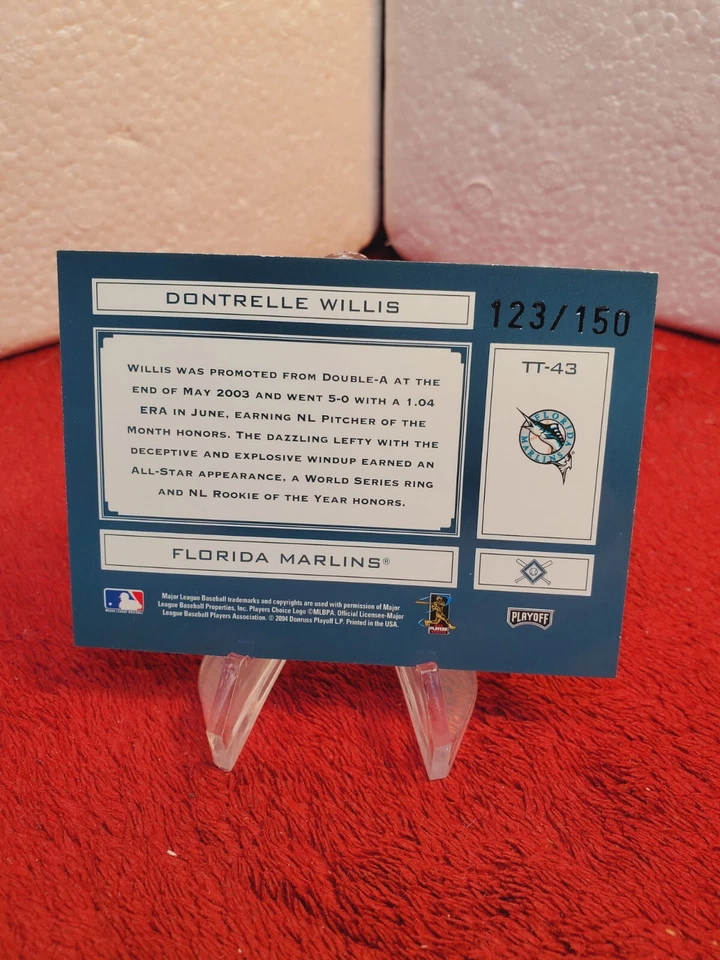 DONTRELLE WILLIS
123/150
WILLIS WAS PROMOTED FROM DOUBLE-A AT THE
END OF MAY 2003 AND WENT 5-0 WITH A 1.04
ERA IN JUNE, EARNING NL PITCHER OF THE
MONTH HONORS. THE DAZZLING LEFTY WITH THE
DECEPTIVE AND EXPLOSIVE WINDUP EARNED AN
ALL-STAR APPEARANCE, A WORLD SERIES RING
AND NL ROOKIE OF THE YEAR HONORS.
TT-43
FLORIDA
MARLINS
FLORIDA MARLINS®
Major League Baseball trademarks and copyrights are used with permission of Major
League Baseball Properties, Inc. Players Choice Logo ©MLBPA. Official Licensee-Major
League Baseball Players Association. © 2004 Donruss Playoff L.P. Printed in the USA.
PLAYERS
PLAYOFF